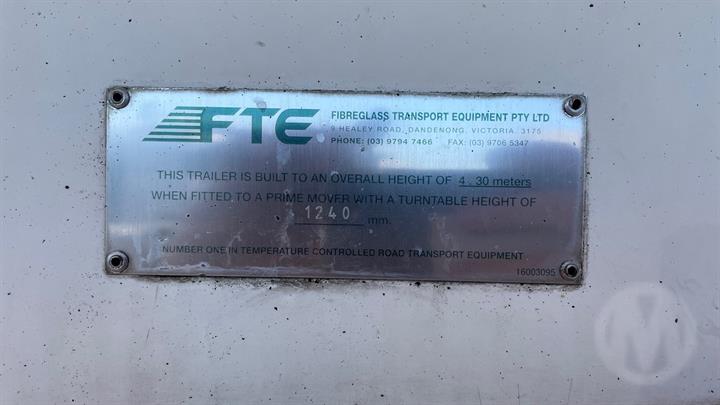 FTE
FIBREGLASS TRANSPORT EQUIPMENT PTY LTD
9 HEALEY ROAD, DANDENONG, VICTORIA. 3175
PHONE: (03) 9794 7466 FAX: (03) 9706 5347
THIS TRAILER IS BUILT TO AN OVERALL HEIGHT OF 4.30 meters
WHEN FITTED TO A PRIME MOVER WITH A TURNTABLE HEIGHT OF
1240 mm.
NUMBER ONE IN TEMPERATURE CONTROLLED ROAD TRANSPORT EQUIPMENT
16003095
M